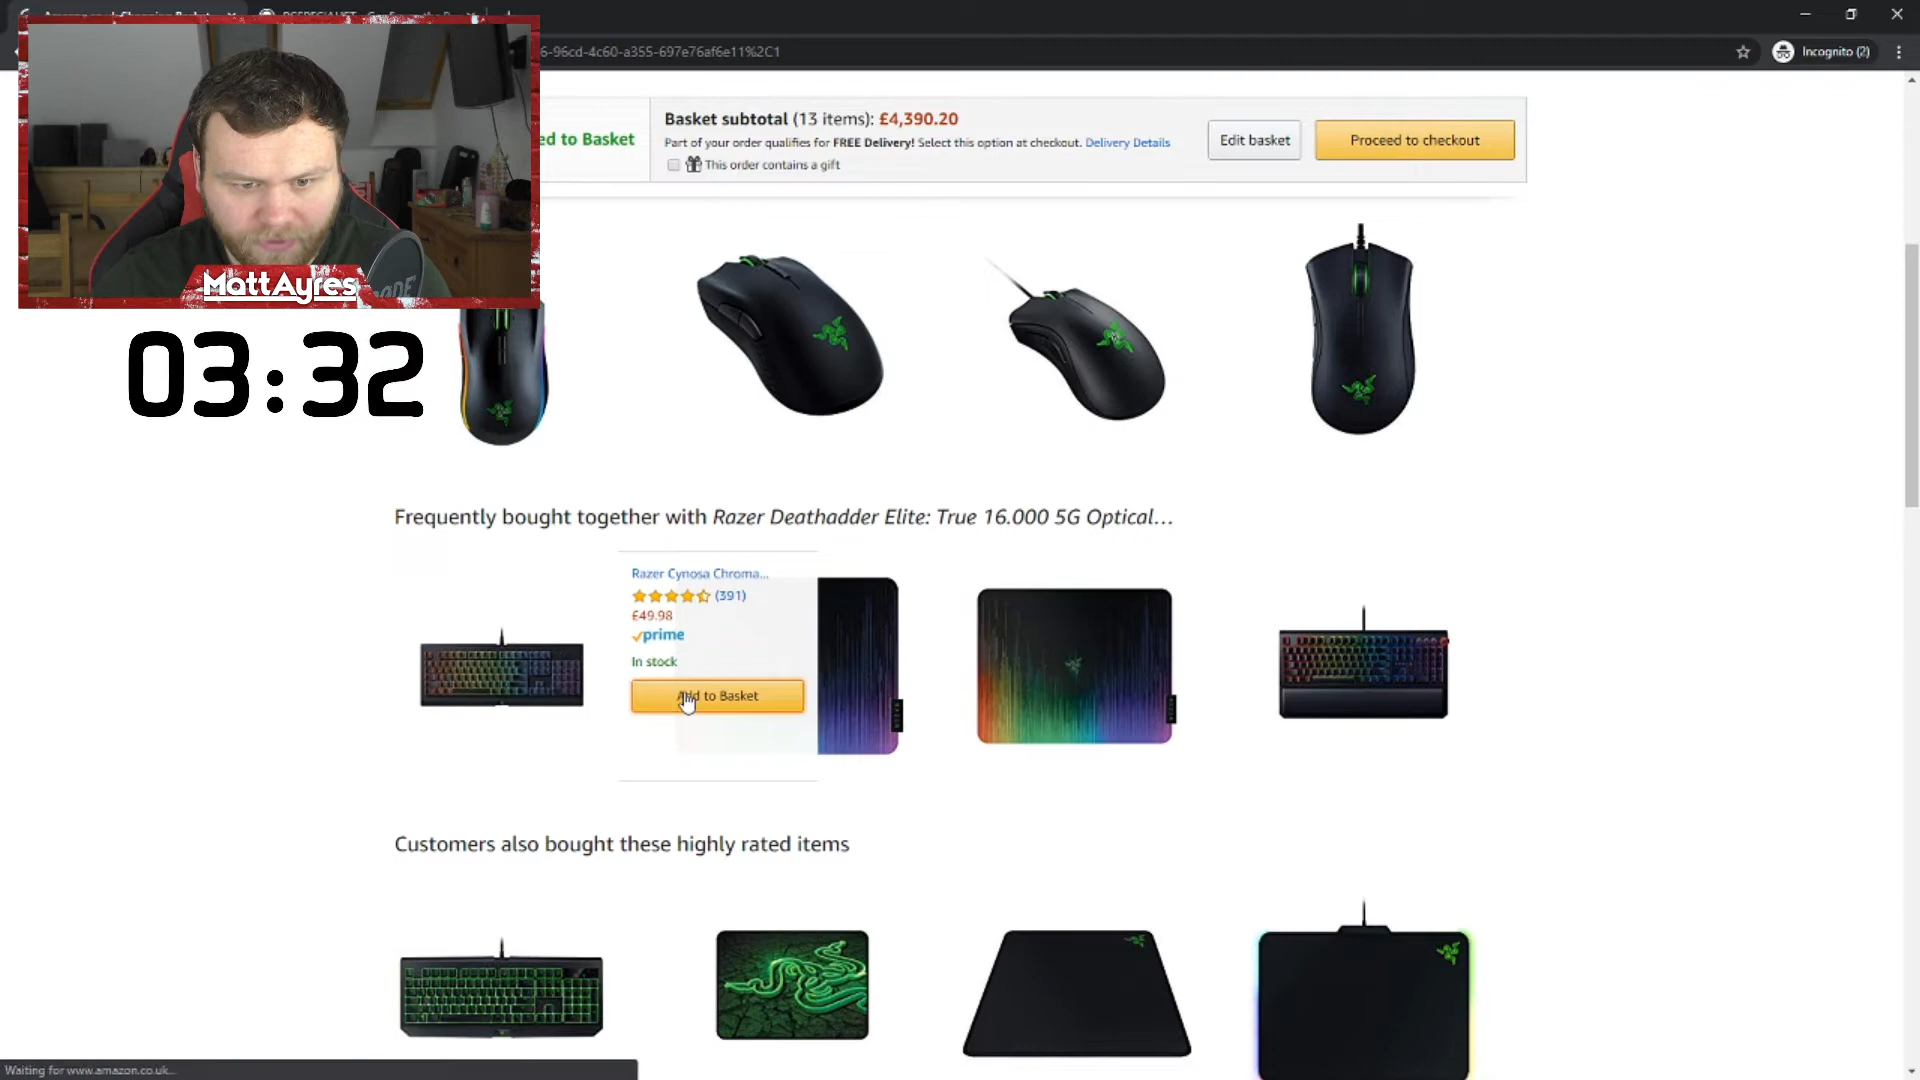 6-96cd-4c60-a355-697e76af6e11%2C1
Incognito (2)
ed to Basket
Basket subtotal (13 items): £4,390.20
Part of your order qualifies for FREE Delivery! Select this option at checkout. Delivery Details
This order contains a gift
Edit basket
Proceed to checkout
MattAyres
03:32
Frequently bought together with Razer Deathadder Elite: True 16.000 5G Optical...
Razer Cynosa Chroma...
(391)
£49.98
prime
In stock
Add to Basket
Customers also bought these highly rated items
Waiting for www.amazon.co.uk...